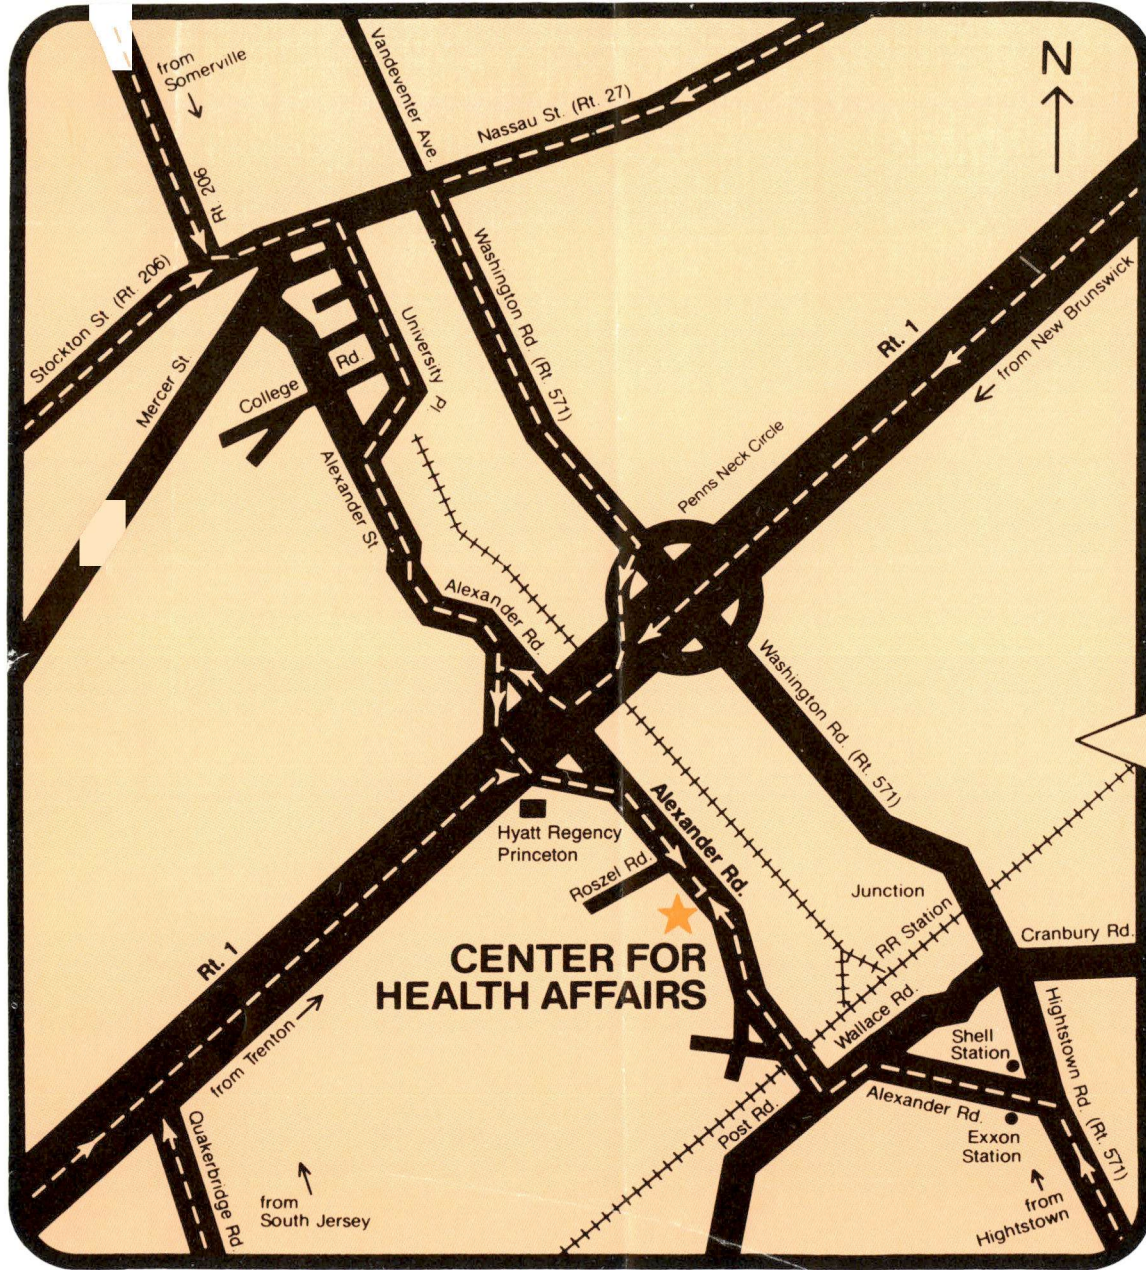 from
Somerville
Vandeventer Ave.
Nassau St. (Rt. 27)
N
Rt 206
Stockton St (Rt. 206)
Mercer St.
College
Rd.
University Pl
Washington Rd. (Rt. 571)
Rt. 1
from New Brunswick
Penns Neck Circle
Alexander St
Alexander Rd.
Washington Rd. (Rt. 571)
Hyatt Regency
Princeton
Alexander Rd.
Roszel Rd.
Junction
RR Station
Cranbury Rd.
CENTER FOR
HEALTH AFFAIRS
Rt. 1
from Trenton
Wallace Rd.
Shell
Station
Hightstown Rd. (Rt. 571)
Alexander Rd.
Exxon
Station
Post Rd.
Quakerbridge Rd.
from
South Jersey
from
Hightstown